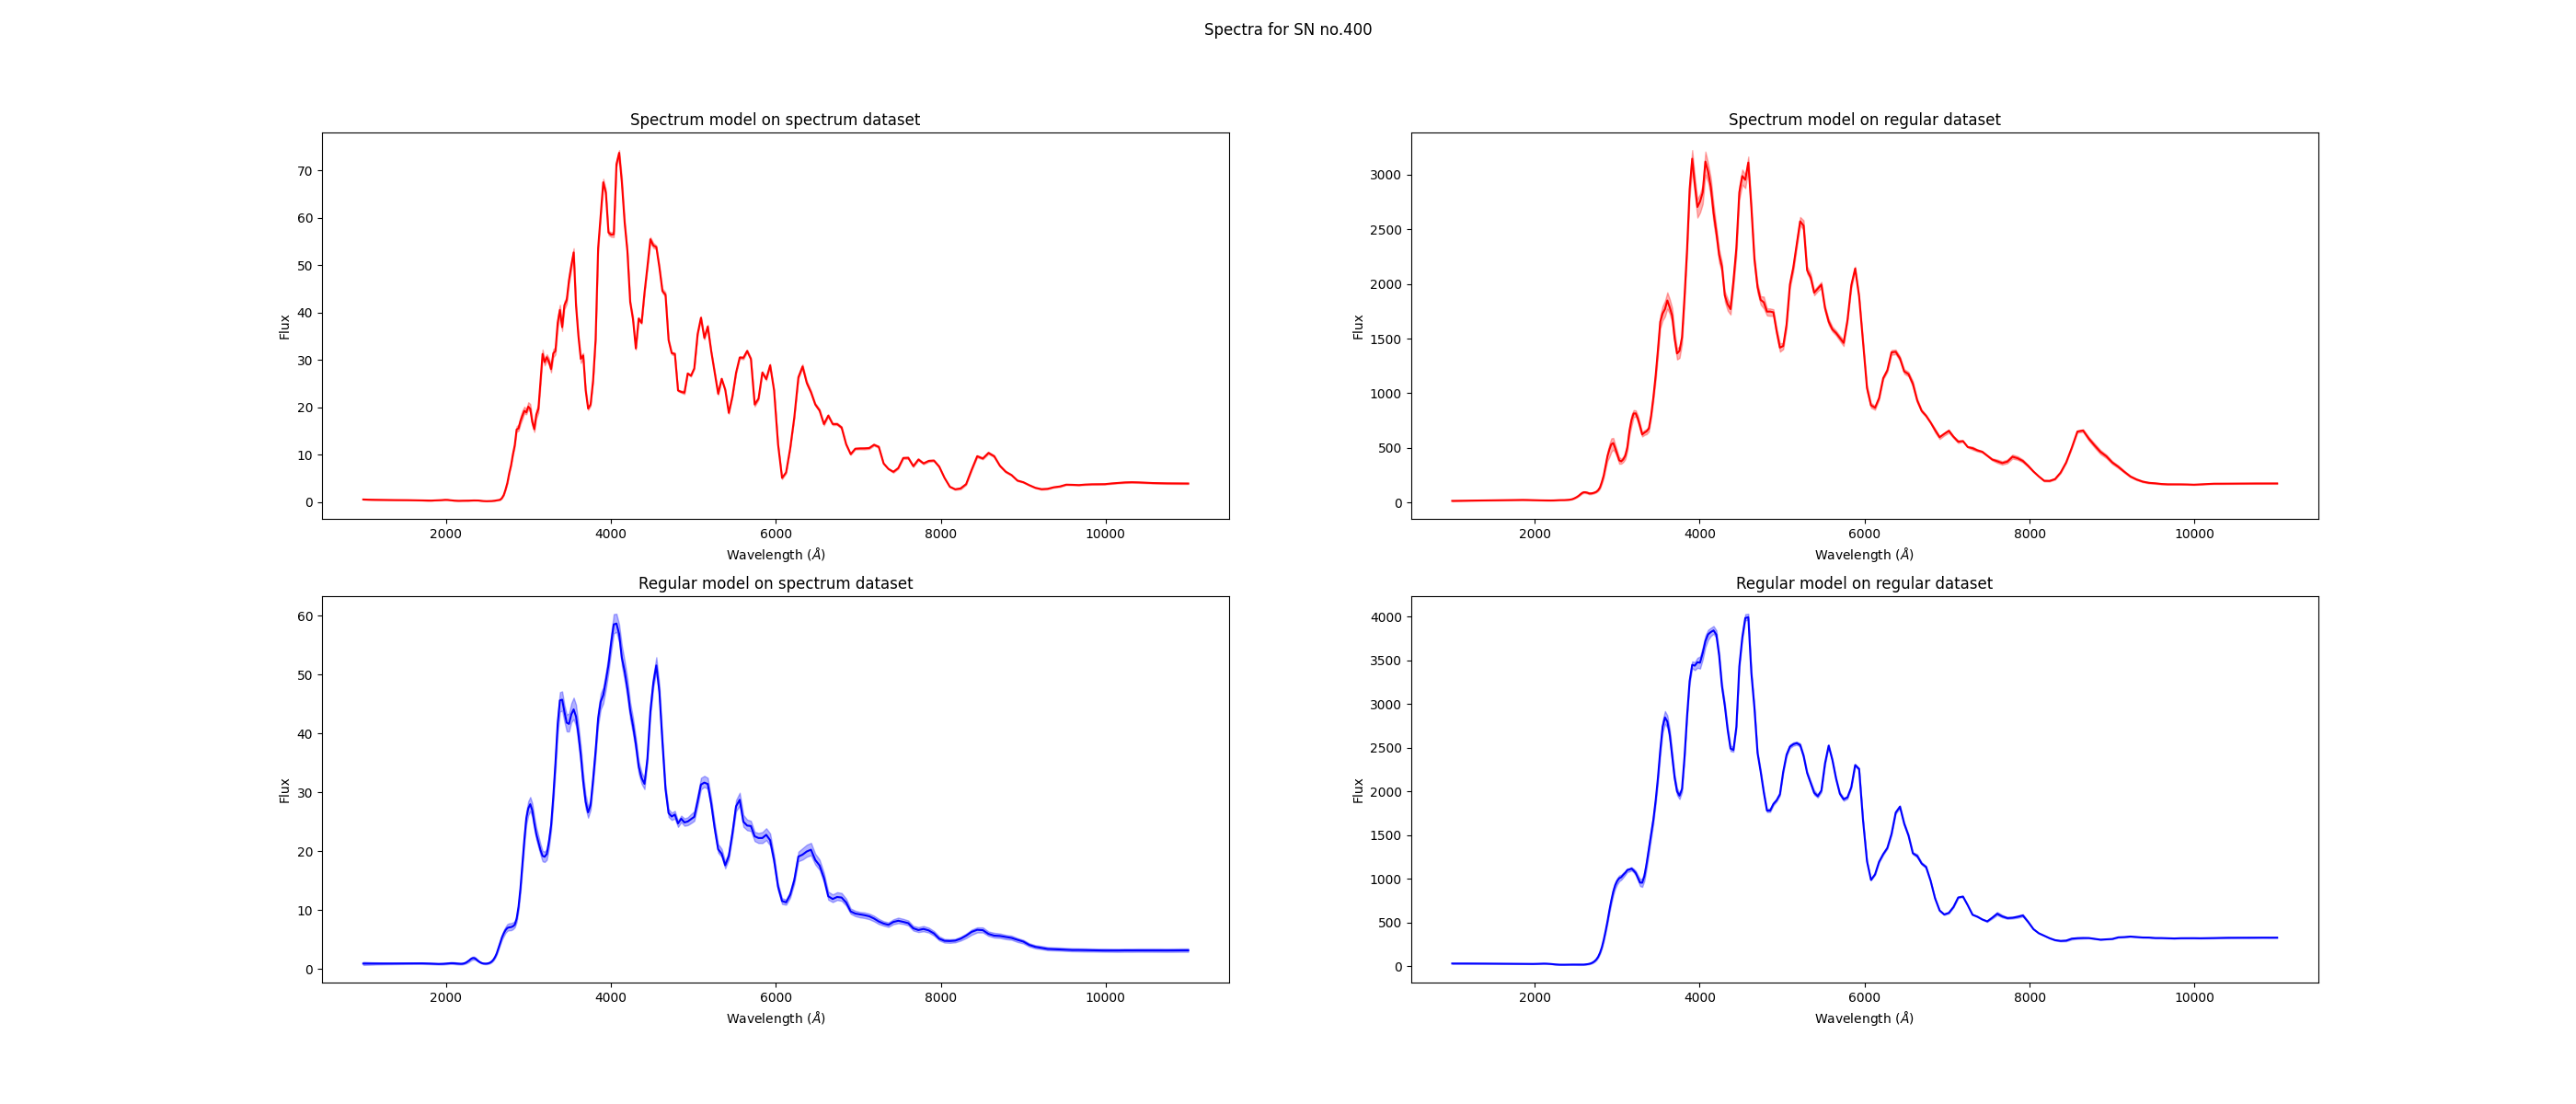 Spectra for SN no.400
Spectrum model on spectrum dataset
70
60
50
40
30
20
10
0
Flux
2000 4000 6000 8000 10000
Wavelength (Å)
Spectrum model on regular dataset
3000
2500
2000
1500
1000
500
0
Flux
2000 4000 6000 8000 10000
Wavelength (Å)
Regular model on spectrum dataset
60
50
40
30
20
10
0
Flux
2000 4000 6000 8000 10000
Wavelength (Å)
Regular model on regular dataset
4000
3500
3000
2500
2000
1500
1000
500
0
Flux
2000 4000 6000 8000 10000
Wavelength (Å)